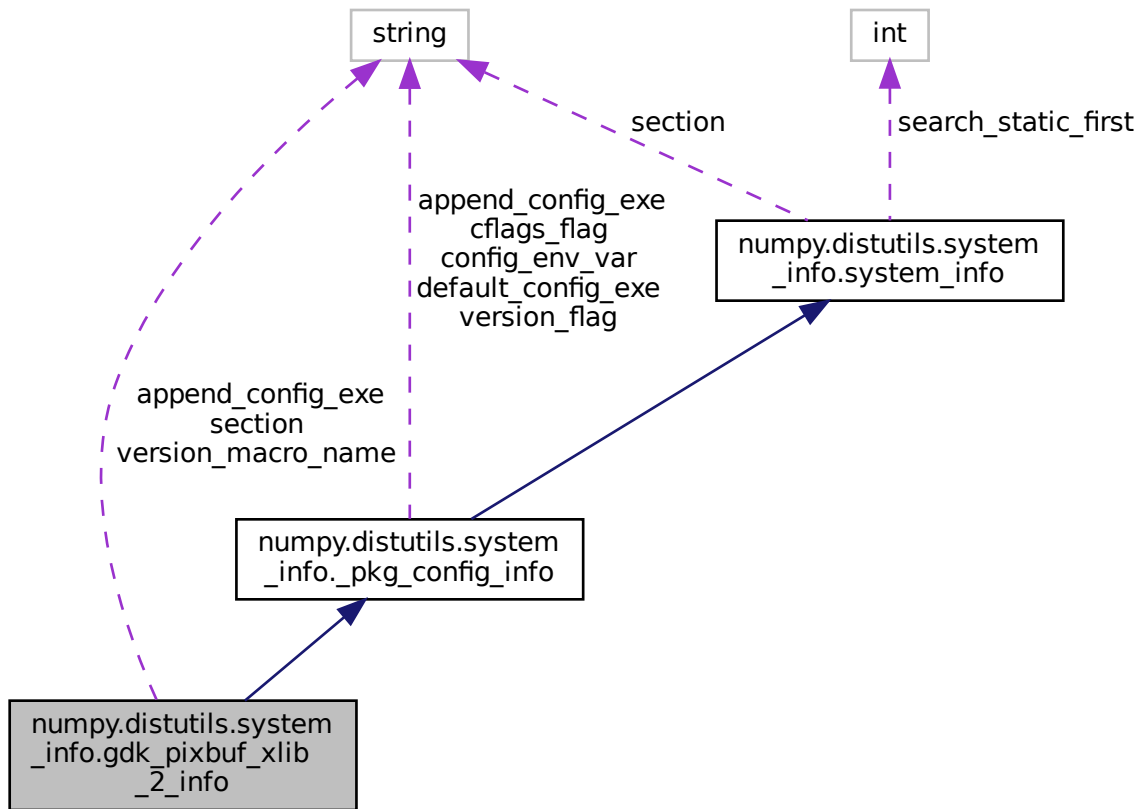 string
int
section
search_static_first
append_config_exe
cflags_flag
config_env_var
default_config_exe
version_flag
numpy.distutils.system
_info.system_info
append_config_exe
section
version_macro_name
numpy.distutils.system
_info._pkg_config_info
numpy.distutils.system
_info.gdk_pixbuf_xlib
_2_info